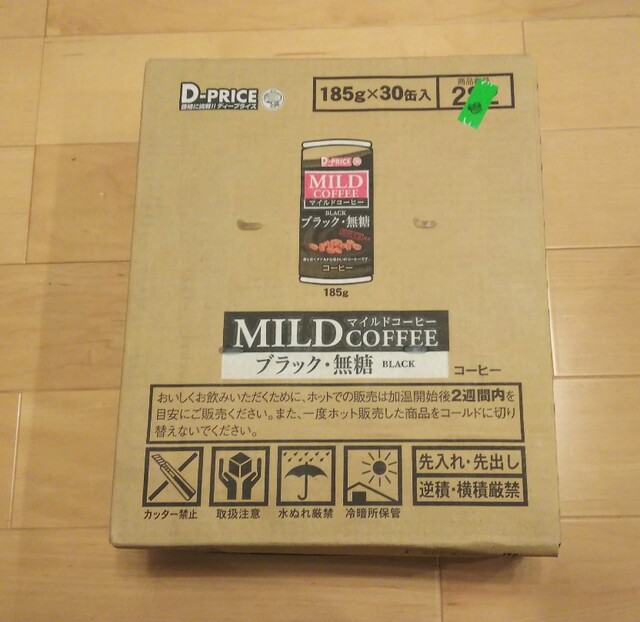 D-PRICE
価格に挑戦!! ディープライス
185g×30缶入
D-PRICE
MILD
COFFEE
マイルドコーヒー
BLACK
ブラック・無糖
コーヒー
185g
MILD マイルドコーヒー
COFFEE
ブラック・無糖 BLACK
コーヒー
おいしくお飲みいただくために、ホットでの販売は加温開始後2週間内を
目安にご販売ください。また、一度ホット販売した商品をコールドに切り
替えないでください。
カッター禁止 取扱注意 水ぬれ厳禁 冷暗所保管
先入れ・先出し
逆積・横積厳禁